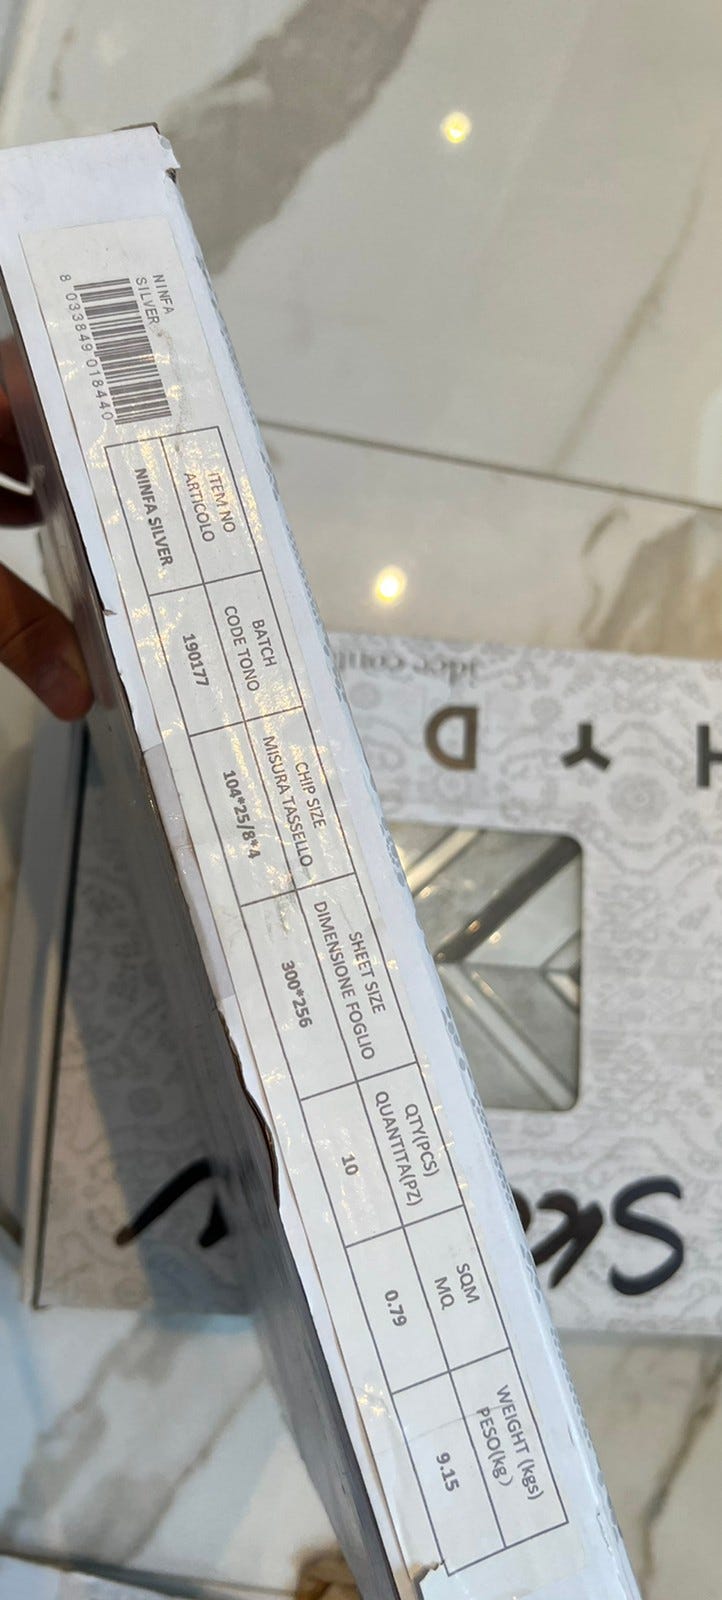 NINFA
SILVER
8 033849 018440
ITEM NO
ARTICOLO
BATCH
CODE TONO
CHIP SIZE
MISURA TASSELLO
SHEET SIZE
DIMENSIONE FOGLIO
QTY(PCS)
QUANTITA(PZ)
SQM
MQ
WEIGHT (kgs)
PESO(kg)
NINFA SILVER
190177
104*25/8*4
300*256
10
0.79
9.15